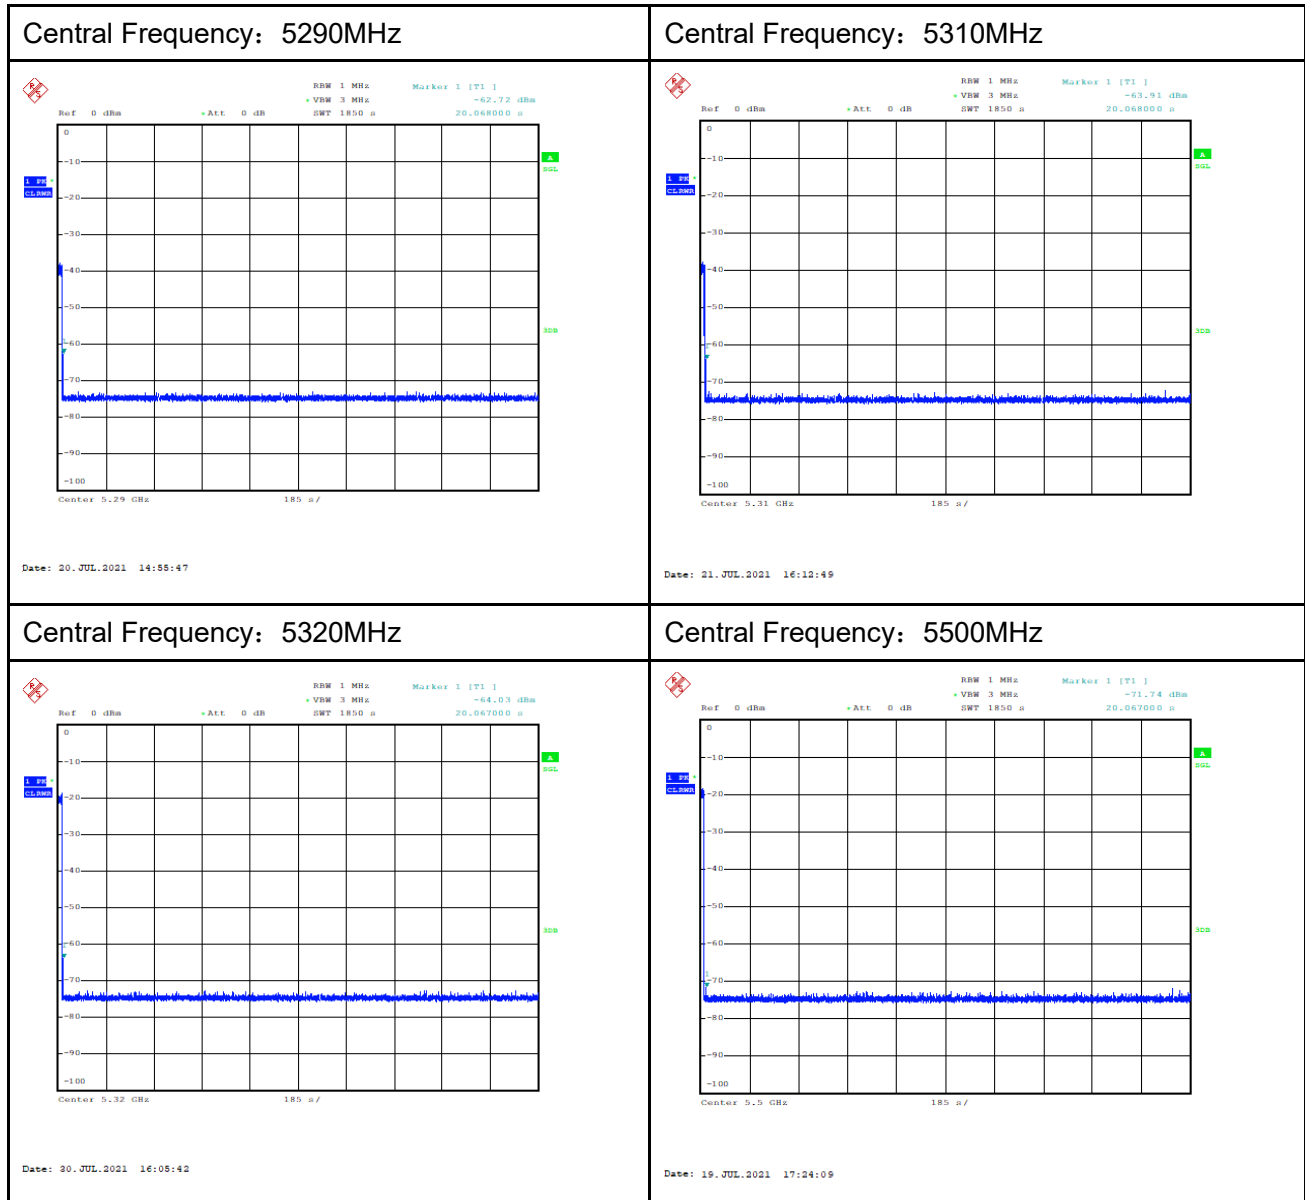 Central Frequency：5290MHz
RBW 1 MHz Marker 1 [T1 ]
*VBW 3 MHz -62.72 dBm
Ref 0 dBm *Att 0 dB SWT 1850 s 20.068000 s
0
-10
-20
-30
-40
-50
-60
-70
-80
-90
-100
1 PK *
CLRWR
A
SGL
3DB
1
Center 5.29 GHz 185 s/
Date: 20.JUL.2021 14:55:47
Central Frequency：5310MHz
RBW 1 MHz Marker 1 [T1 ]
*VBW 3 MHz -63.91 dBm
Ref 0 dBm *Att 0 dB SWT 1850 s 20.068000 s
0
-10
-20
-30
-40
-50
-60
-70
-80
-90
-100
1 PK *
CLRWR
A
SGL
3DB
1
Center 5.31 GHz 185 s/
Date: 21.JUL.2021 16:12:49
Central Frequency：5320MHz
RBW 1 MHz Marker 1 [T1 ]
*VBW 3 MHz -64.03 dBm
Ref 0 dBm *Att 0 dB SWT 1850 s 20.067000 s
0
-10
-20
-30
-40
-50
-60
-70
-80
-90
-100
1 PK *
CLRWR
A
SGL
3DB
1
Center 5.32 GHz 185 s/
Date: 30.JUL.2021 16:05:42
Central Frequency：5500MHz
RBW 1 MHz Marker 1 [T1 ]
*VBW 3 MHz -71.74 dBm
Ref 0 dBm *Att 0 dB SWT 1850 s 20.067000 s
0
-10
-20
-30
-40
-50
-60
-70
-80
-90
-100
1 PK *
CLRWR
A
SGL
3DB
1
Center 5.5 GHz 185 s/
Date: 19.JUL.2021 17:24:09